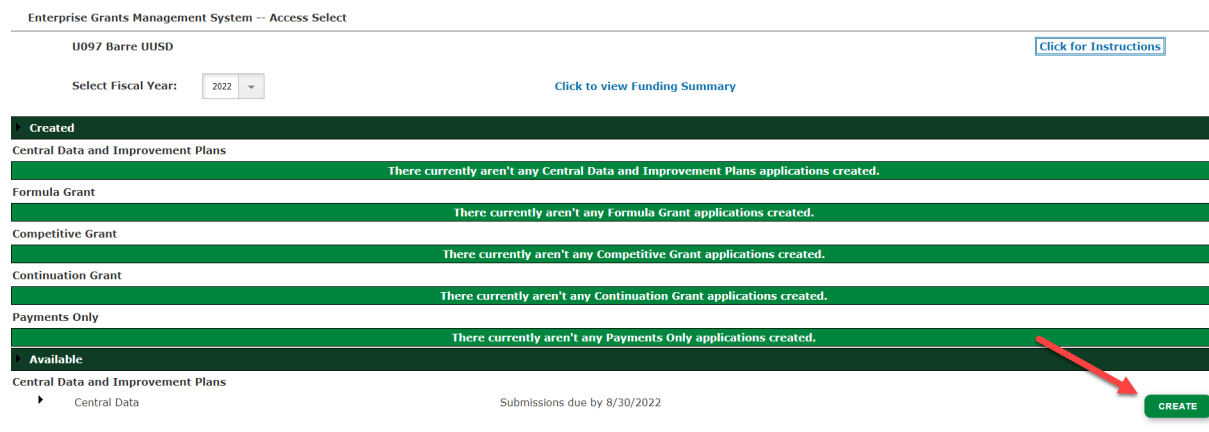 Enterprise Grants Management System -- Access Select
U097 Barre UUSD
Click for Instructions
Select Fiscal Year: 2022
Click to view Funding Summary
Created
Central Data and Improvement Plans
There currently aren't any Central Data and Improvement Plans applications created.
Formula Grant
There currently aren't any Formula Grant applications created.
Competitive Grant
There currently aren't any Competitive Grant applications created.
Continuation Grant
There currently aren't any Continuation Grant applications created.
Payments Only
There currently aren't any Payments Only applications created.
Available
Central Data and Improvement Plans
Central Data Submissions due by 8/30/2022 CREATE